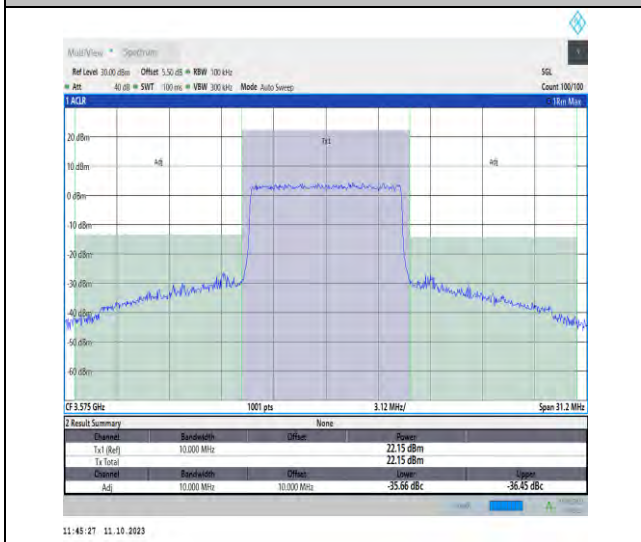 MultiView Spectrum
Ref Level 30.00 dBm Offset 5.50 dB RBW 100 kHz SGL
Att 40 dB SWT 100 ms VBW 300 kHz Mode Auto Sweep Count 100/100
1 ACLR 1Rm Max
Tx1
20 dBm
Adj Adj
10 dBm
0 dBm
-10 dBm
-20 dBm
-30 dBm
-40 dBm
-50 dBm
-60 dBm
CF 3.575 GHz 1001 pts 3.12 MHz/ Span 31.2 MHz
2 Result Summary None
Channel Bandwidth Offset Power
Tx1 (Ref) 10.000 MHz 22.15 dBm
Tx Total 22.15 dBm
Channel Bandwidth Offset Lower Upper
Adj 10.000 MHz 10.000 MHz -35.66 dBc -36.45 dBc
11:45:27 11.10.2023